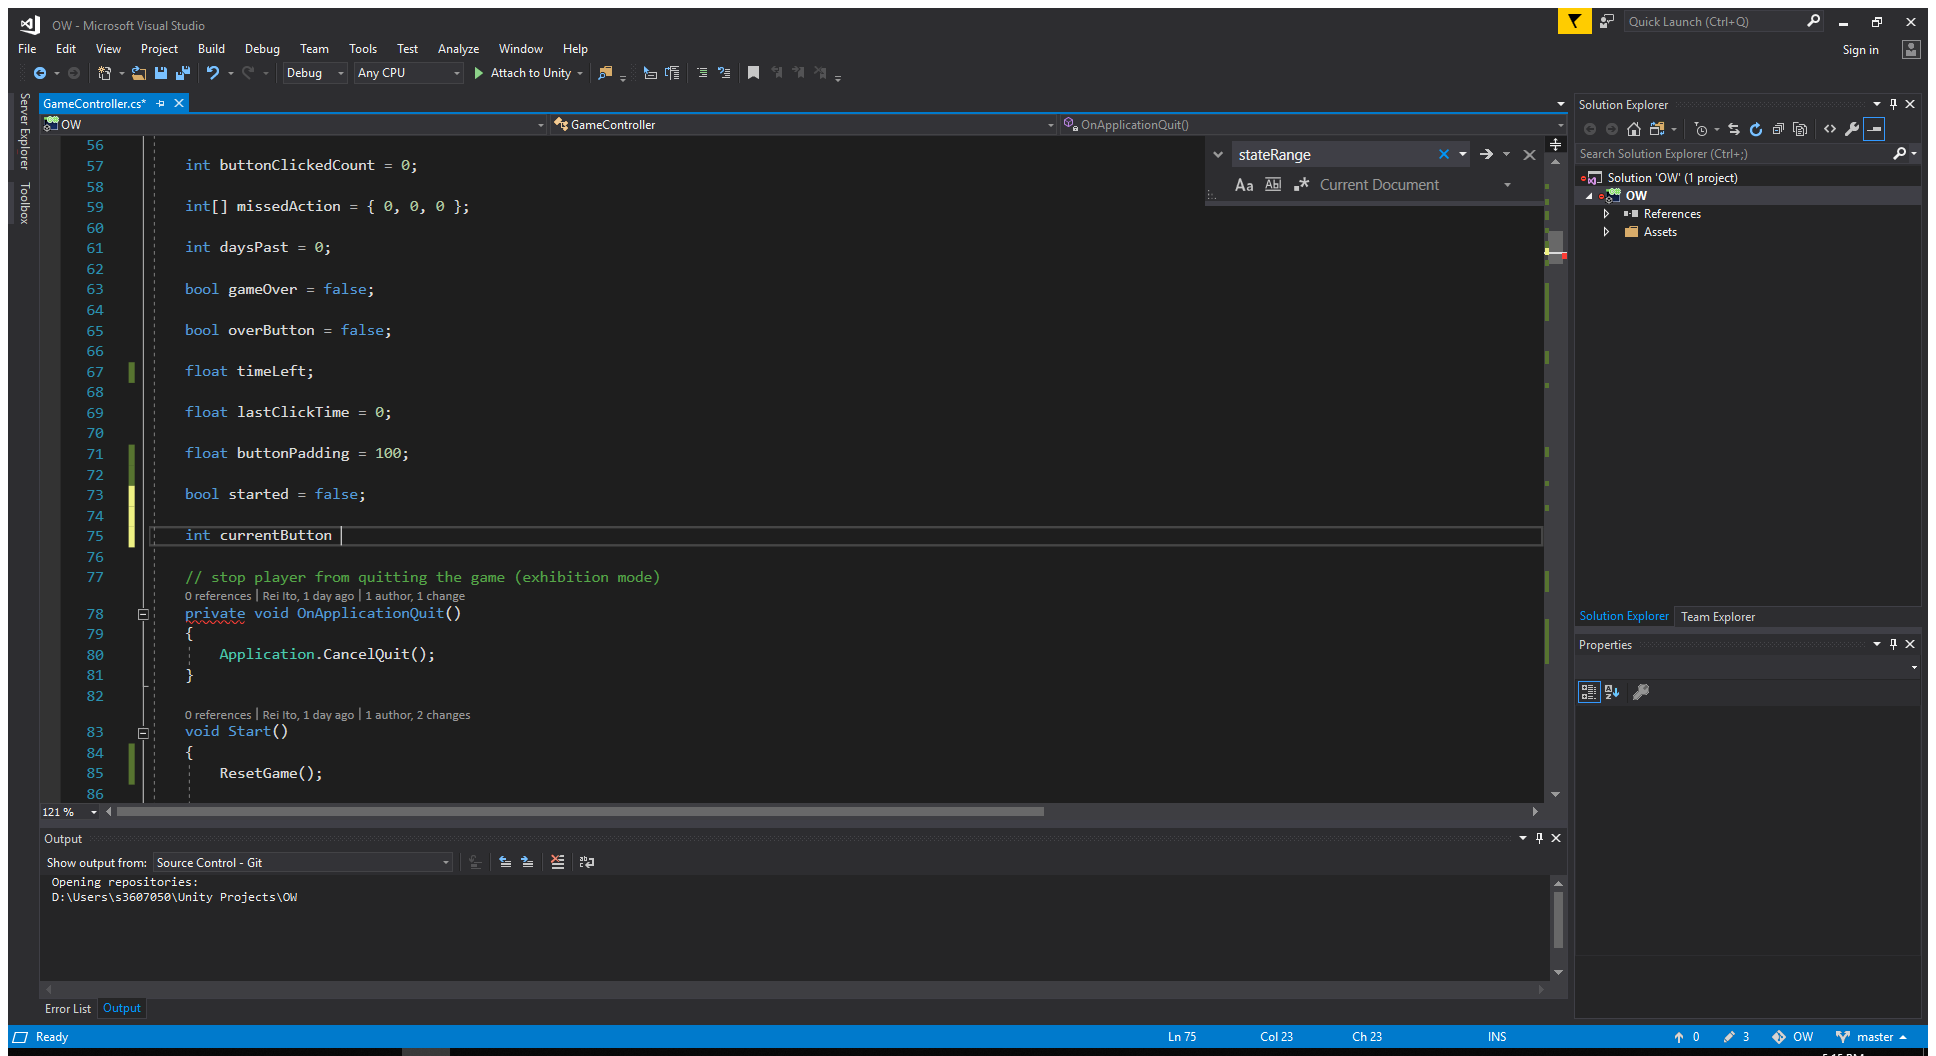 OW - Microsoft Visual Studio
Quick Launch (Ctrl+Q)
File Edit View Project Build Debug Team Tools Test Analyze Window Help
Sign in
Debug Any CPU Attach to Unity
Server Explorer
Toolbox
GameController.cs*
OW GameController OnApplicationQuit()
stateRange
Aa Abl .* Current Document
56
57 int buttonClickedCount = 0;
58
59 int[] missedAction = { 0, 0, 0 };
60
61 int daysPast = 0;
62
63 bool gameOver = false;
64
65 bool overButton = false;
66
67 float timeLeft;
68
69 float lastClickTime = 0;
70
71 float buttonPadding = 100;
72
73 bool started = false;
74
75 int currentButton
76
77 // stop player from quitting the game (exhibition mode)
0 references | Rei Ito, 1 day ago | 1 author, 1 change
78 private void OnApplicationQuit()
79 {
80 Application.CancelQuit();
81 }
82
0 references | Rei Ito, 1 day ago | 1 author, 2 changes
83 void Start()
84 {
85 ResetGame();
86
121 %
Output
Show output from: Source Control - Git
Opening repositories:
D:\Users\s3607050\Unity Projects\OW
Error List Output
Solution Explorer
Search Solution Explorer (Ctrl+;)
Solution 'OW' (1 project)
OW
References
Assets
Solution Explorer Team Explorer
Properties
Ready Ln 75 Col 23 Ch 23 INS 0 3 OW master